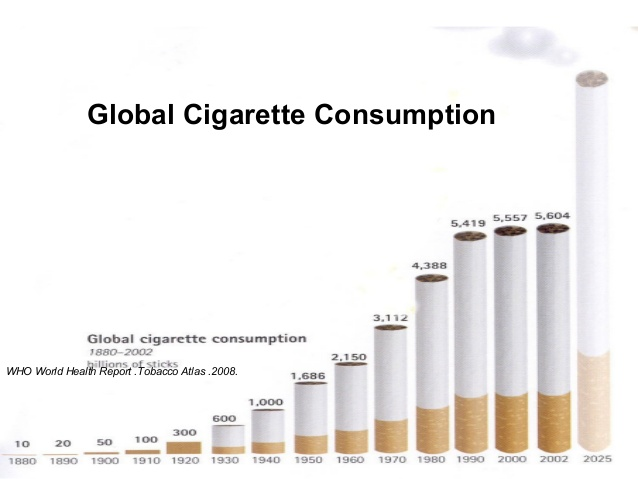 Global Cigarette Consumption
5,419 5,557 5,604
4,388
3,112
Global cigarette consumption
1880–2002
billions of sticks
WHO World Health Report .Tobacco Atlas .2008.
2,150
1,686
1,000
600
300
10 20 50 100
1880 1890 1900 1910 1920 1930 1940 1950 1960 1970 1980 1990 2000 2002 2025